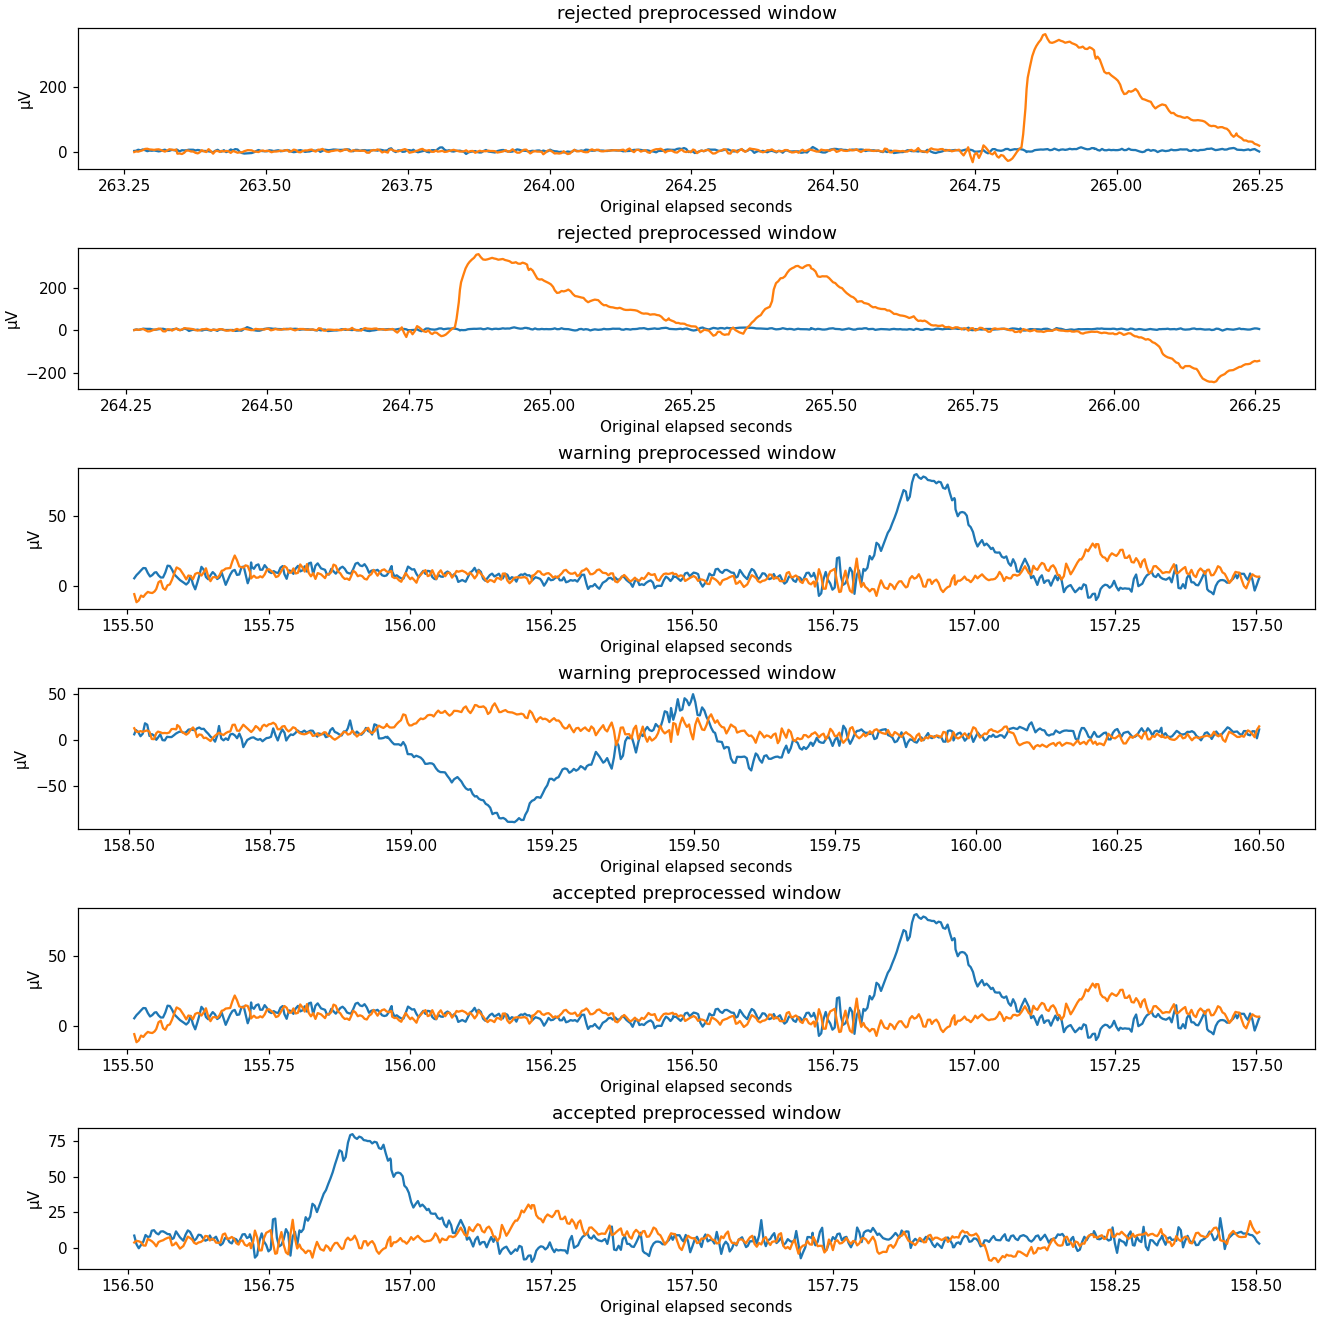 rejected preprocessed window
µV
200
0
263.25 263.50 263.75 264.00 264.25 264.50 264.75 265.00 265.25
Original elapsed seconds
rejected preprocessed window
µV
200
0
−200
264.25 264.50 264.75 265.00 265.25 265.50 265.75 266.00 266.25
Original elapsed seconds
warning preprocessed window
µV
50
0
155.50 155.75 156.00 156.25 156.50 156.75 157.00 157.25 157.50
Original elapsed seconds
warning preprocessed window
µV
50
0
−50
158.50 158.75 159.00 159.25 159.50 159.75 160.00 160.25 160.50
Original elapsed seconds
accepted preprocessed window
µV
50
0
155.50 155.75 156.00 156.25 156.50 156.75 157.00 157.25 157.50
Original elapsed seconds
accepted preprocessed window
µV
75
50
25
0
156.50 156.75 157.00 157.25 157.50 157.75 158.00 158.25 158.50
Original elapsed seconds